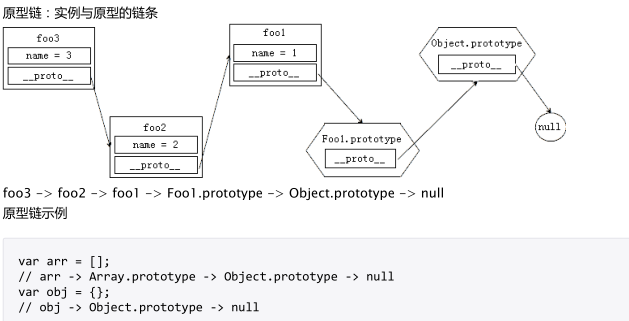 原型链：实例与原型的链条
foo3
name = 3
__proto__
foo2
name = 2
__proto__
foo1
name = 1
__proto__
Foo1.prototype
__proto__
Object.prototype
__proto__
null
foo3 -> foo2 -> foo1 -> Foo1.prototype -> Object.prototype -> null
原型链示例
var arr = [];
// arr -> Array.prototype -> Object.prototype -> null
var obj = {};
// obj -> Object.prototype -> null